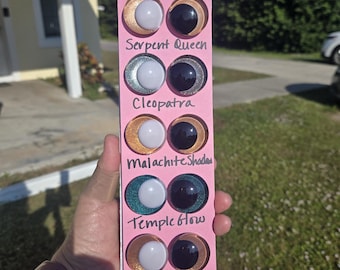 Serpent Queen
Cleopatra
Malachite Shadow
Temple Glow